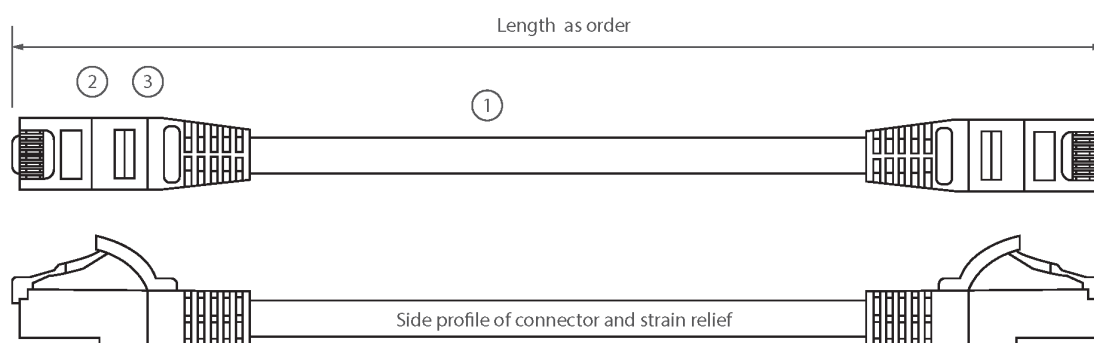 Length as order
2 3
1
Side profile of connector and strain relief